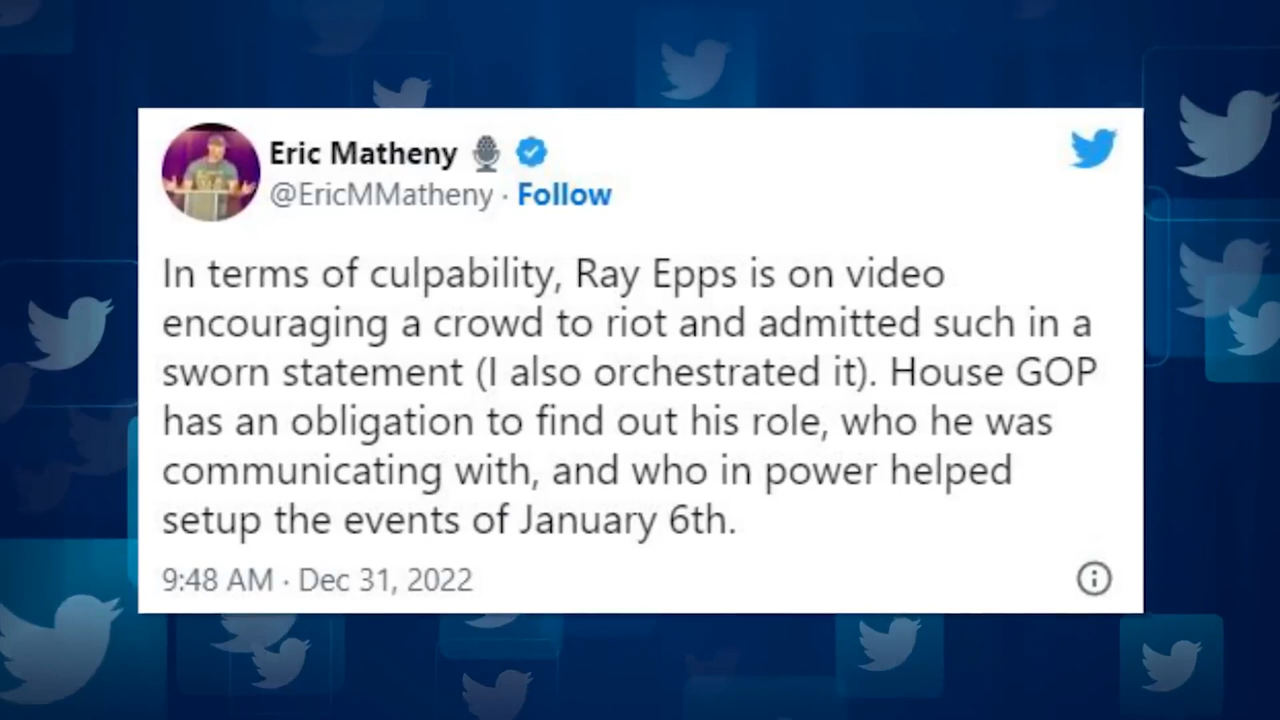 Eric Matheny
@EricMMatheny · Follow
In terms of culpability, Ray Epps is on video
encouraging a crowd to riot and admitted such in a
sworn statement (I also orchestrated it). House GOP
has an obligation to find out his role, who he was
communicating with, and who in power helped
setup the events of January 6th.
9:48 AM · Dec 31, 2022